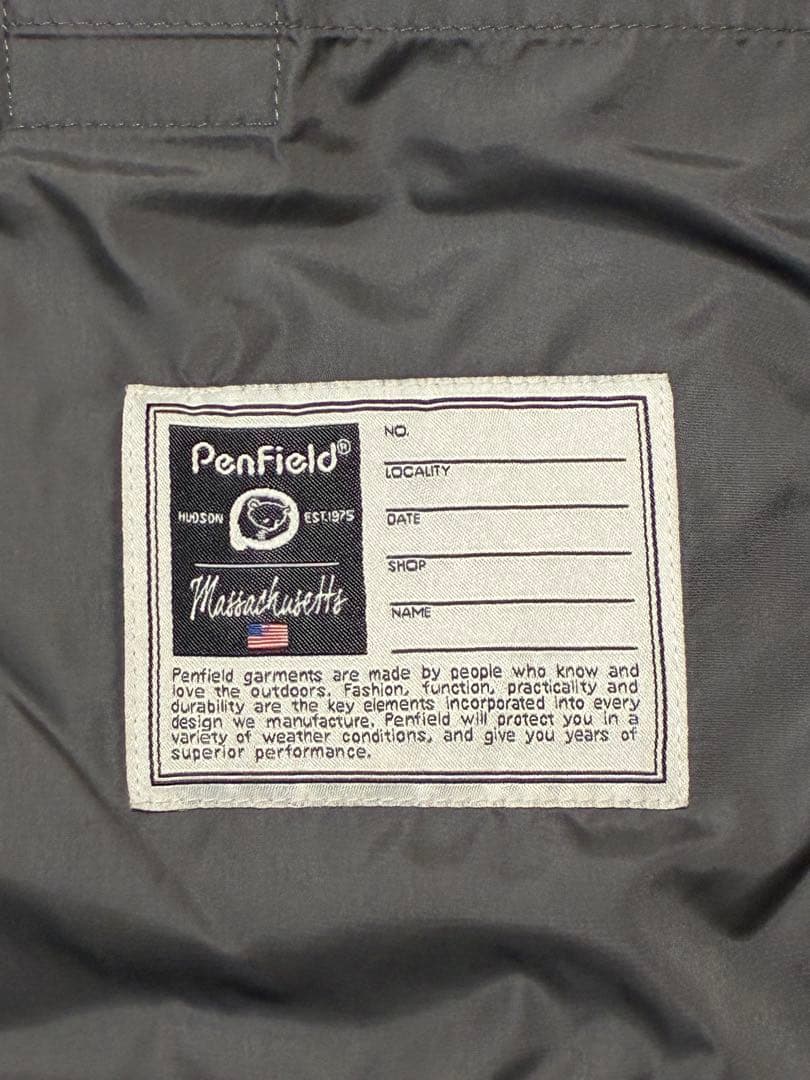 Penfield®
HUDSON EST.1975
Massachusetts
NO.
LOCALITY
DATE
SHOP
NAME
Penfield garments are made by people who know and
love the outdoors. Fashion, function, practicality and
durability are the key elements incorporated into every
design we manufacture. Penfield will protect you in a
variety of weather conditions, and give you years of
superior performance.